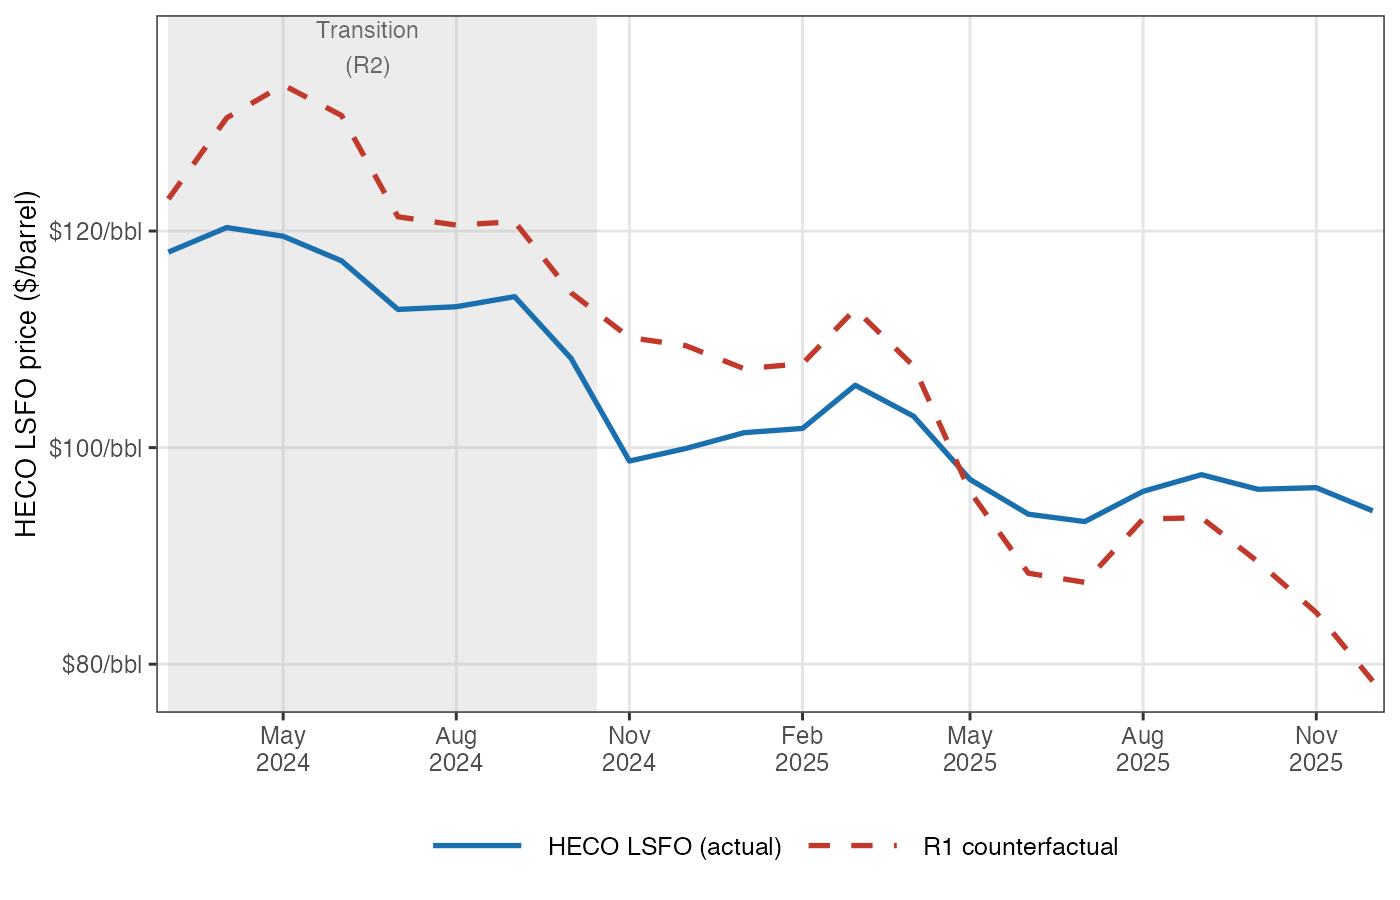 Transition
(R2)
HECO LSFO price ($/barrel)
$120/bbl
$100/bbl
$80/bbl
May
2024
Aug
2024
Nov
2024
Feb
2025
May
2025
Aug
2025
Nov
2025
HECO LSFO (actual)
R1 counterfactual